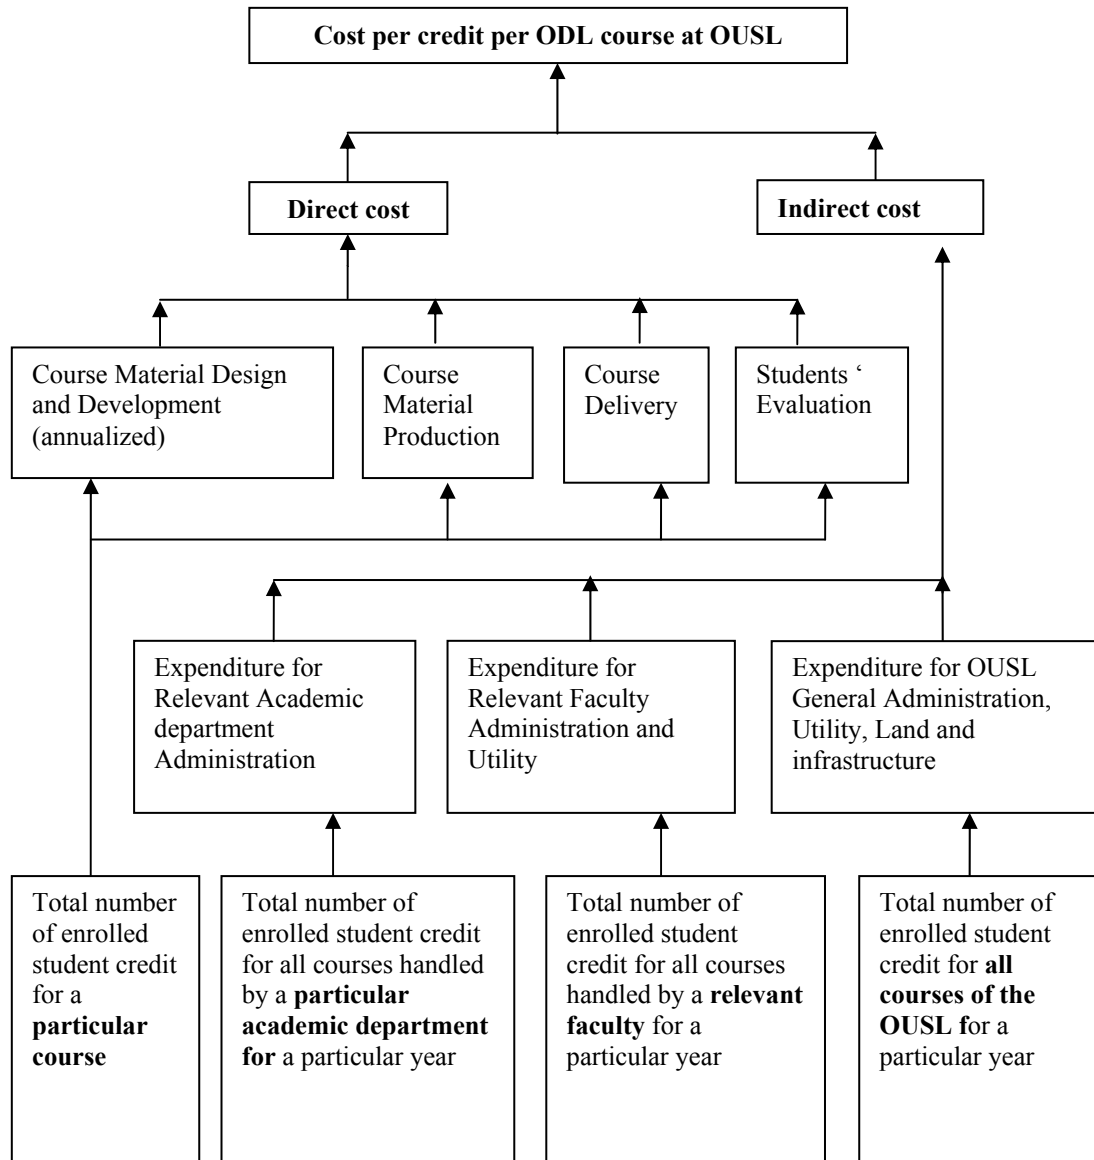 Cost per credit per ODL course at OUSL
Direct cost
Indirect cost
Course Material Design
and Development
(annualized)
Course
Material
Production
Course
Delivery
Students ‘
Evaluation
Expenditure for
Relevant Academic
department
Administration
Expenditure for
Relevant Faculty
Administration and
Utility
Expenditure for OUSL
General Administration,
Utility, Land and
infrastructure
Total number
of enrolled
student credit
for a
particular
course
Total number of
enrolled student credit
for all courses handled
by a particular
academic department
for a particular year
Total number of
enrolled student
credit for all courses
handled by a relevant
faculty for a
particular year
Total number of
enrolled student
credit for all
courses of the
OUSL for a
particular year